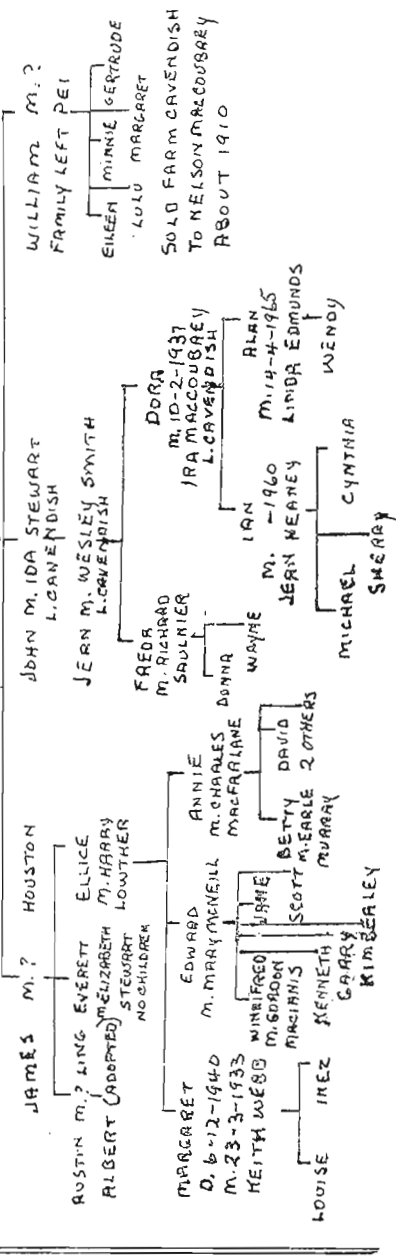 JAMES M. ? HOUSTON
AUSTIN M. ? LING
ALBERT (ADOPTED)
EVERETT
M. ELIZABETH
STEWART
NO CHILDREN
ELLICE
M. HARRY
LOWTHER
MARGARET
D. 6-12-1940
M. 23-3-1933
KEITH WEBB
LOUISE INEZ
EDWARD
M. MARY MCNEILL
WINNIFRED
M. GORDON
MACINNIS
JANE
SCOTT
KENNETH
GARRY
KIMBERLEY
ANNIE
M. CHARLES
MACFARLANE
BETTY
M. EARLE
MURRAY
DAVID
2 OTHERS
JOHN M. IDA STEWART
L. CAVENDISH
JEAN M. WESLEY SMITH
L. CAVENDISH
FREDA
M. RICHARD
SAULNIER
DONNA
WAYNE
DORA
M. 10-2-1937
IRA MACCOUBREY
L. CAVENDISH
IAN
M. -1960
JEAN HEANEY
MICHAEL CYNTHIA
SHERRY
ALAN
M. 14-4-1965
LINDA EDMUNDS
WENDY
WILLIAM M. ?
FAMILY LEFT PEI
EILEEN MINNIE GERTRUDE
LULU MARGARET
SOLD FARM CAVENDISH
TO NELSON MACCOUBREY
ABOUT 1910